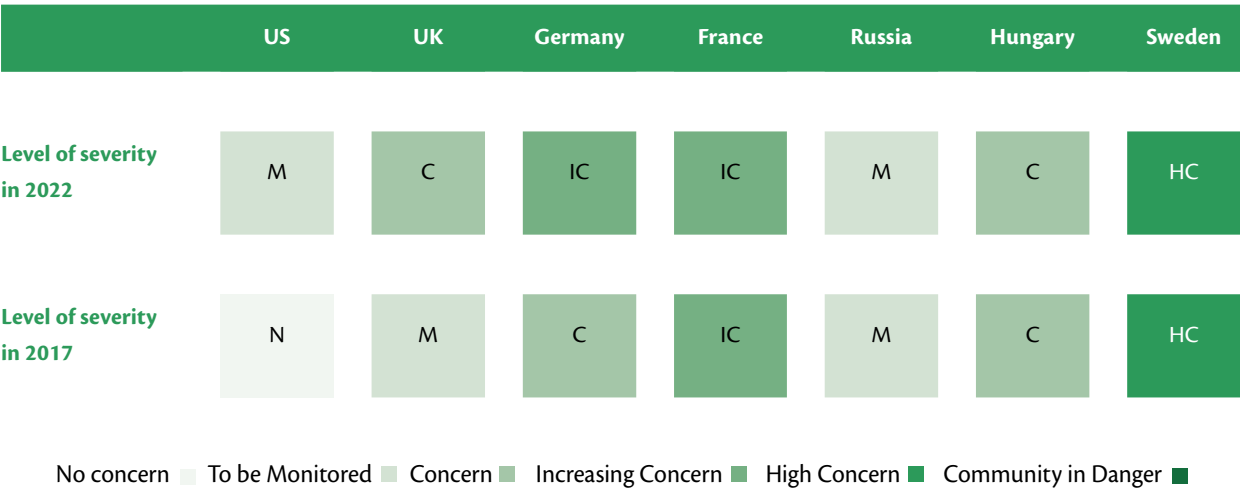 US UK Germany France Russia Hungary Sweden
Level of severity
in 2022
M C IC IC M C HC
Level of severity
in 2017
N M C IC M C HC
No concern To be Monitored Concern Increasing Concern High Concern Community in Danger